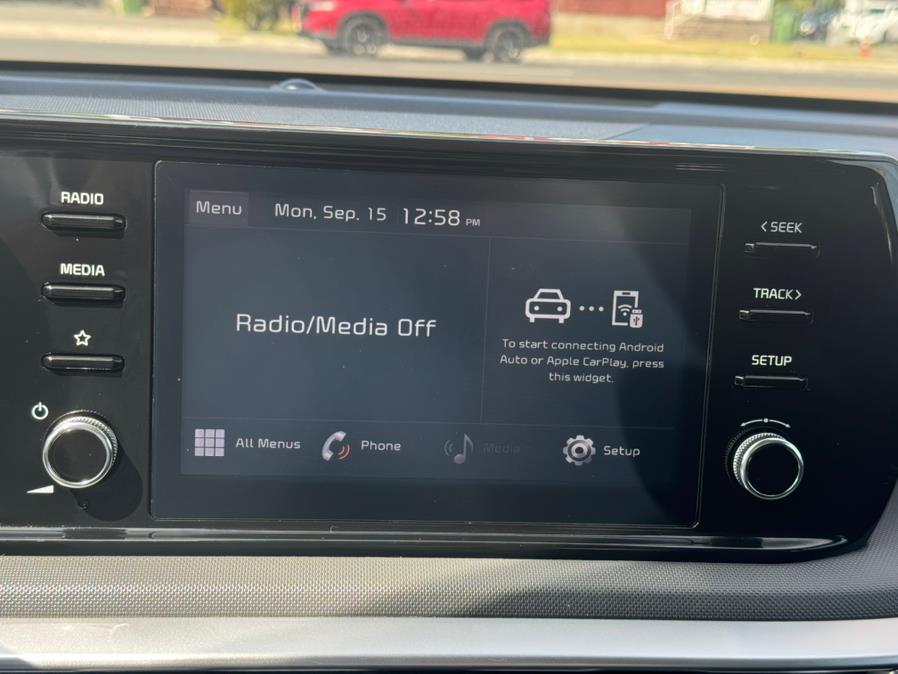 RADIO
MEDIA
Menu
Mon, Sep. 15 12:58 PM
Radio/Media Off
To start connecting Android
Auto or Apple CarPlay, press
this widget.
All Menus
Phone
Media
Setup
< SEEK
TRACK >
SETUP